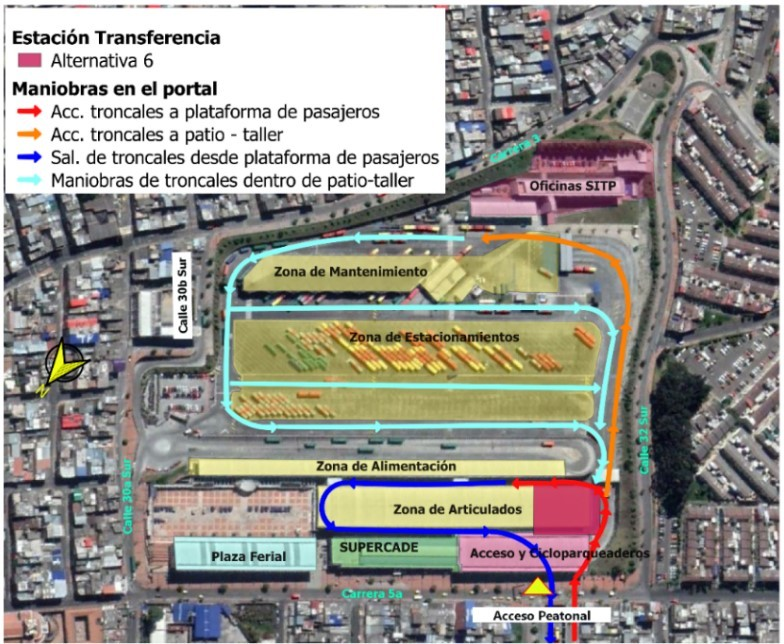 Estación Transferencia
Alternativa 6
Maniobras en el portal
Acc. troncales a plataforma de pasajeros
Acc. troncales a patio - taller
Sal. de troncales desde plataforma de pasajeros
Maniobras de troncales dentro de patio-taller
Carrera 3
Oficinas SITP
Calle 30b Sur
Zona de Mantenimiento
Zona de Estacionamientos
Calle 32 Sur
Calle 30a Sur
Zona de Alimentación
Zona de Articulados
Plaza Ferial
SUPERCADE
Acceso y Cicloparqueaderos
Carrera 5a
Acceso Peatonal